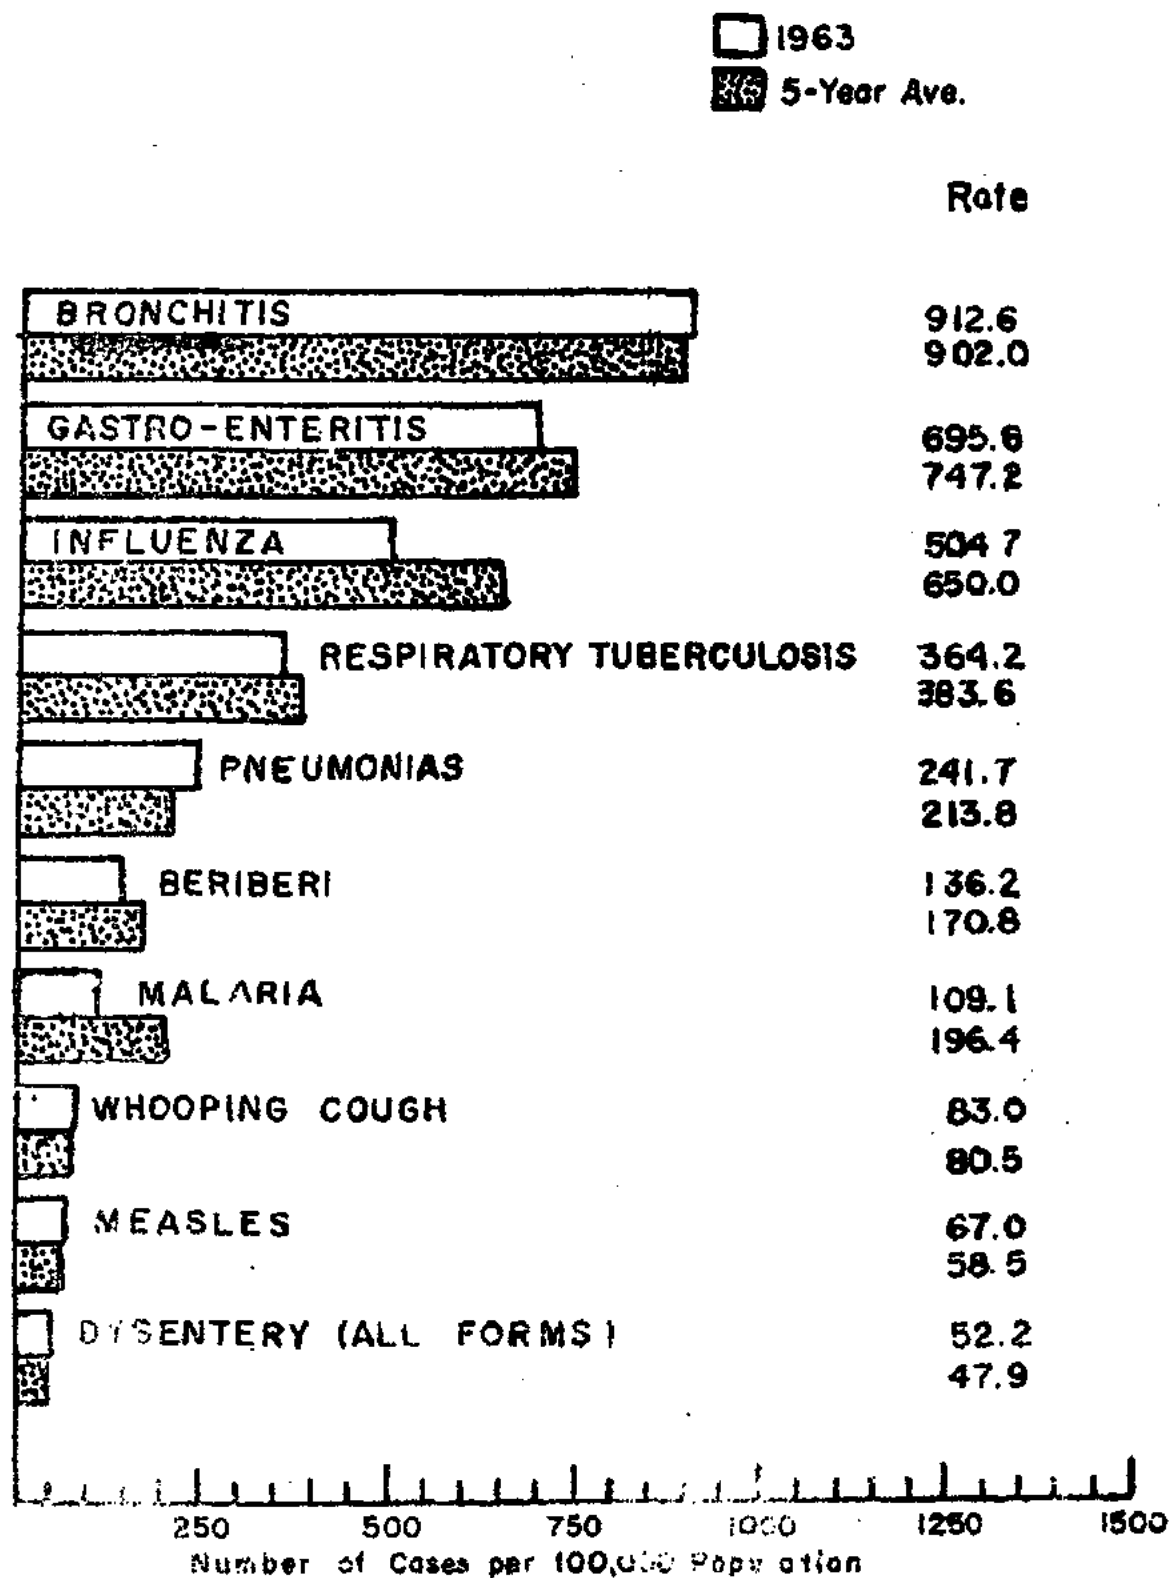 1963
5-Year Ave.
Rate
BRONCHITIS 912.6
902.0
GASTRO-ENTERITIS 695.6
747.2
INFLUENZA 504 7
650.0
RESPIRATORY TUBERCULOSIS 364.2
383.6
PNEUMONIAS 241.7
213.8
BERIBERI 136.2
170.8
MALARIA 109.1
196.4
WHOOPING COUGH 83.0
80.5
MEASLES 67.0
58.5
DYSENTERY (ALL FORMS) 52.2
47.9
250 500 750 1000 1250 1500
Number of Cases per 100,000 Population